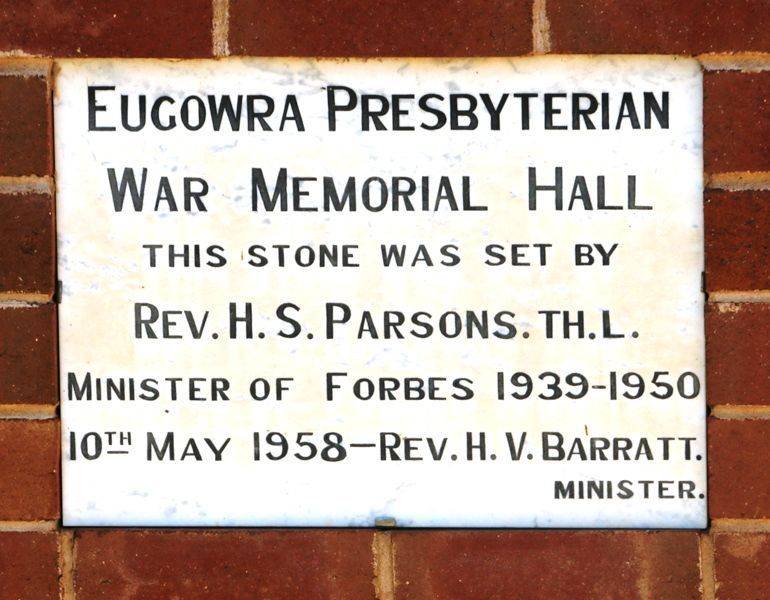 EUGOWRA PRESBYTERIAN
WAR MEMORIAL HALL
THIS STONE WAS SET BY
REV. H. S. PARSONS. TH. L.
MINISTER OF FORBES 1939-1950
10TH MAY 1958-REV. H. V. BARRATT.
MINISTER.